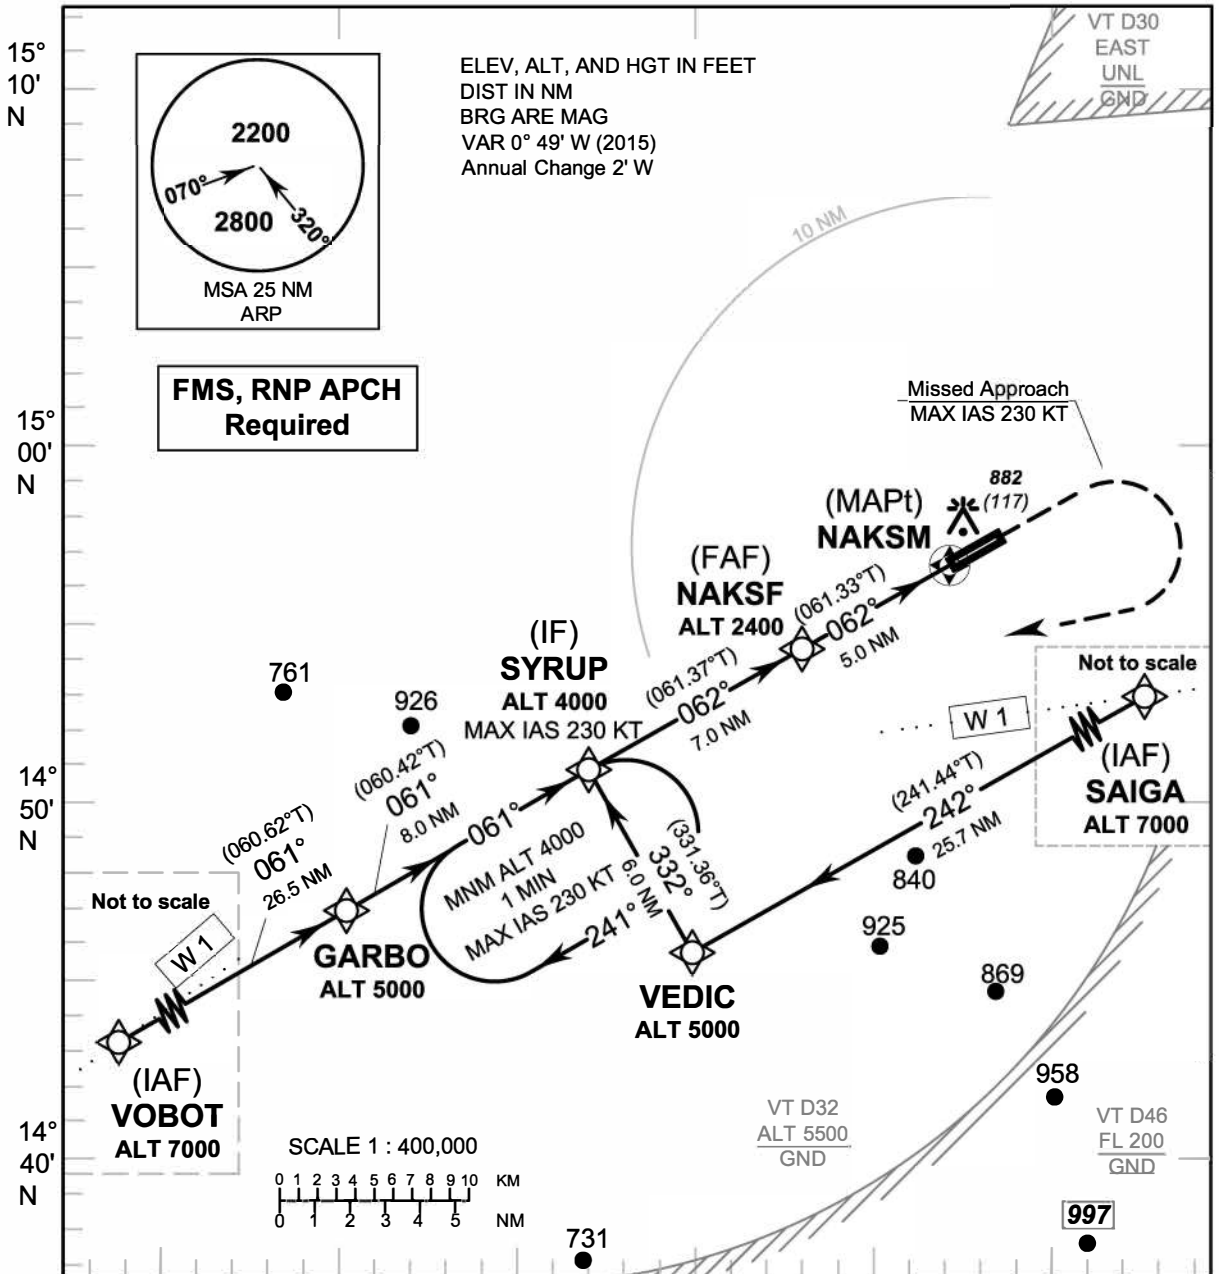 15°
10'
N
2200
070°
2800
320°
MSA 25 NM
ARP
ELEV, ALT, AND HGT IN FEET
DIST IN NM
BRG ARE MAG
VAR 0° 49' W (2015)
Annual Change 2' W
VT D30
EAST
UNL
GND
10 NM
FMS, RNP APCH
Required
15°
00'
N
Missed Approach
MAX IAS 230 KT
882
(117)
(MAPt)
NAKSM
(FAF)
NAKSF
ALT 2400
(061.33°T)
062°
5.0 NM
(IF)
SYRUP
ALT 4000
MAX IAS 230 KT
(061.37°T)
062°
7.0 NM
761
926
Not to scale
W 1
(IAF)
SAIGA
ALT 7000
14°
50'
N
(060.42°T)
061°
8.0 NM
061°
(060.62°T)
061°
26.5 NM
MNM ALT 4000
1 MIN
MAX IAS 230 KT
241°
(331.36°T)
332°
6.0 NM
(241.44°T)
242°
25.7 NM
840
925
869
Not to scale
W 1
GARBO
ALT 5000
VEDIC
ALT 5000
(IAF)
VOBOT
ALT 7000
958
VT D32
ALT 5500
GND
VT D46
FL 200
GND
14°
40'
N
SCALE 1 : 400,000
0 1 2 3 4 5 6 7 8 9 10 KM
0 1 2 3 4 5 NM
731
997